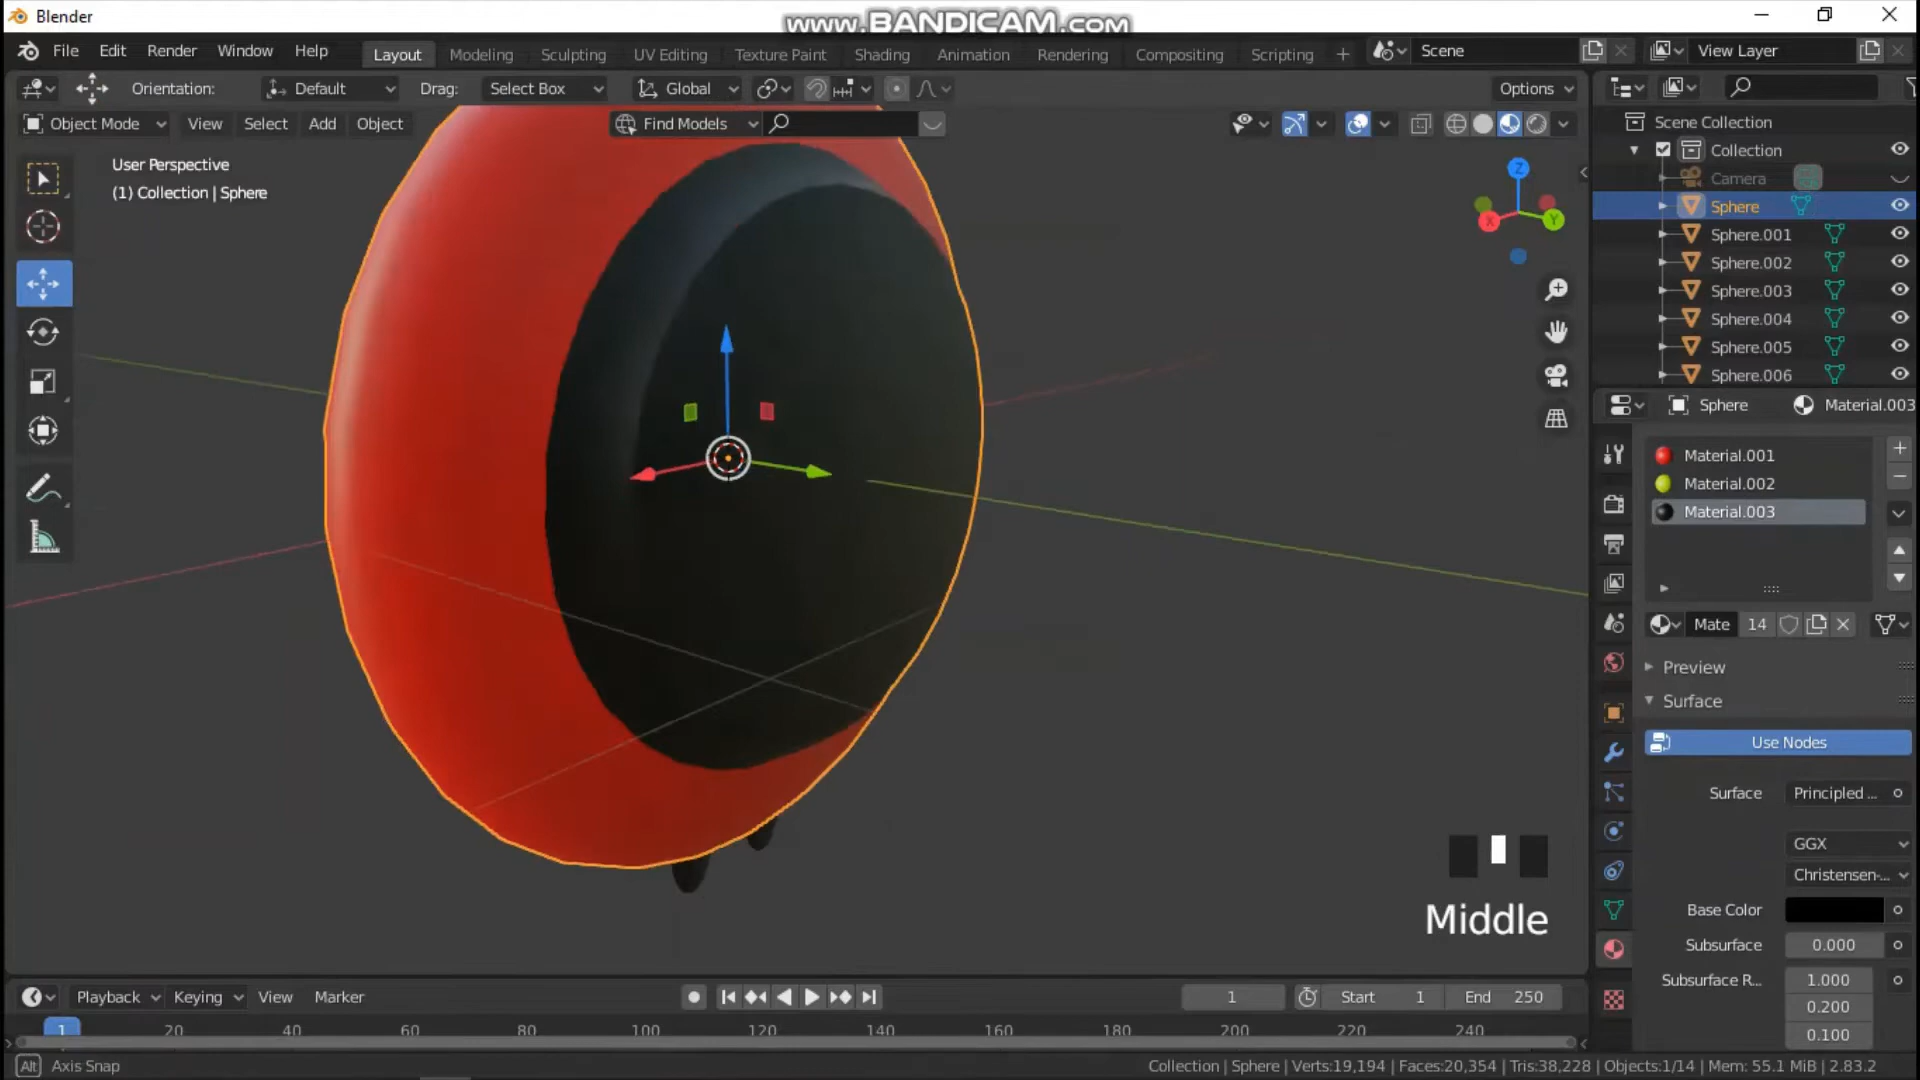 Blender
www.BANDICAM.com
File Edit Render Window Help
Layout Modeling Sculpting UV Editing Texture Paint Shading Animation Rendering Compositing Scripting +
Scene
View Layer
Orientation: Default Drag: Select Box Global Options
Object Mode View Select Add Object Find Models
User Perspective
(1) Collection | Sphere
Z
X
Y
Scene Collection
Collection
Camera
Sphere
Sphere.001
Sphere.002
Sphere.003
Sphere.004
Sphere.005
Sphere.006
Sphere Material.003
Material.001
Material.002
Material.003
Mate 14
Preview
Surface
Use Nodes
Surface Principled ...
GGX
Christensen-...
Base Color
Subsurface 0.000
Subsurface R... 1.000
0.200
0.100
Middle
Playback Keying View Marker 1 Start 1 End 250
1 20 40 60 80 100 120 140 160 180 200 220 240
Alt Axis Snap
Collection | Sphere | Verts:19,194 | Faces:20,354 | Tris:38,228 | Objects:1/14 | Mem: 55.1 MiB | 2.83.2